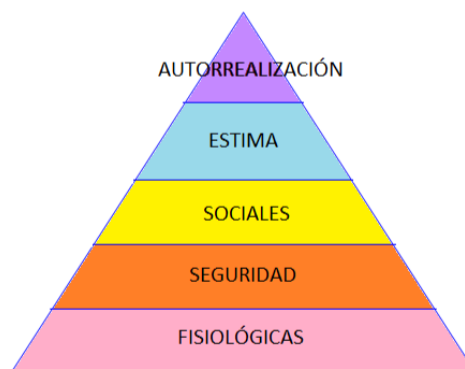 AUTORREALIZACIÓN
ESTIMA
SOCIALES
SEGURIDAD
FISIOLÓGICAS